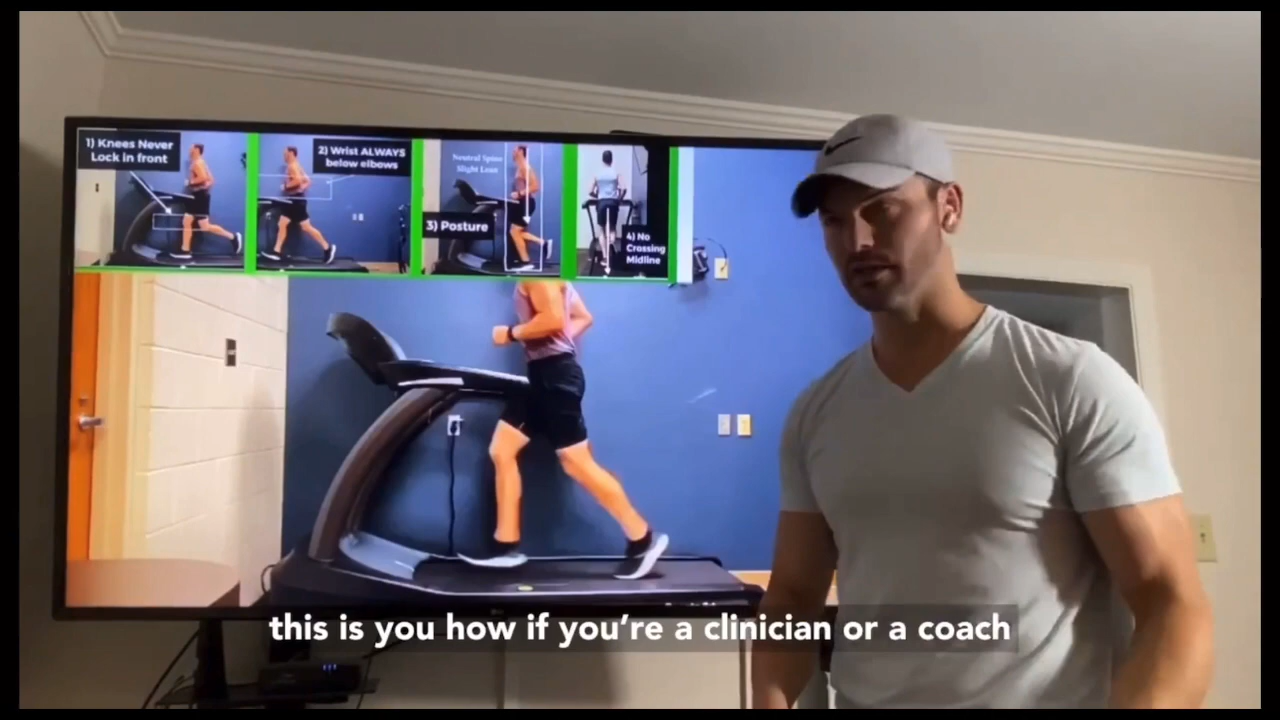 1) Knees Never
Lock in front
2) Wrist ALWAYS
below elbows
Neutral Spine
Slight Lean
3) Posture
4) No
Crossing
Midline
this is you how if you're a clinician or a coach